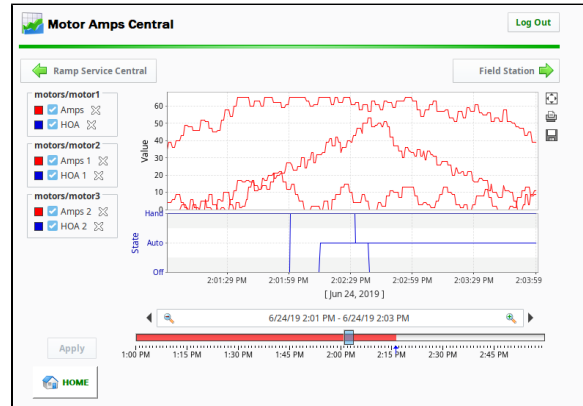 Motor Amps Central
Log Out
Ramp Service Central
Field Station
motors/motor1
Amps
HOA
motors/motor2
Amps 1
HOA 1
motors/motor3
Amps 2
HOA 2
Value
60
50
40
30
20
10
0
State
Hand
Auto
Off
2:01:29 PM 2:01:59 PM 2:02:29 PM 2:02:59 PM 2:03:29 PM 2:03:59
[ Jun 24, 2019 ]
6/24/19 2:01 PM - 6/24/19 2:03 PM
Apply
1:00 PM 1:15 PM 1:30 PM 1:45 PM 2:00 PM 2:15 PM 2:30 PM 2:45 PM
HOME